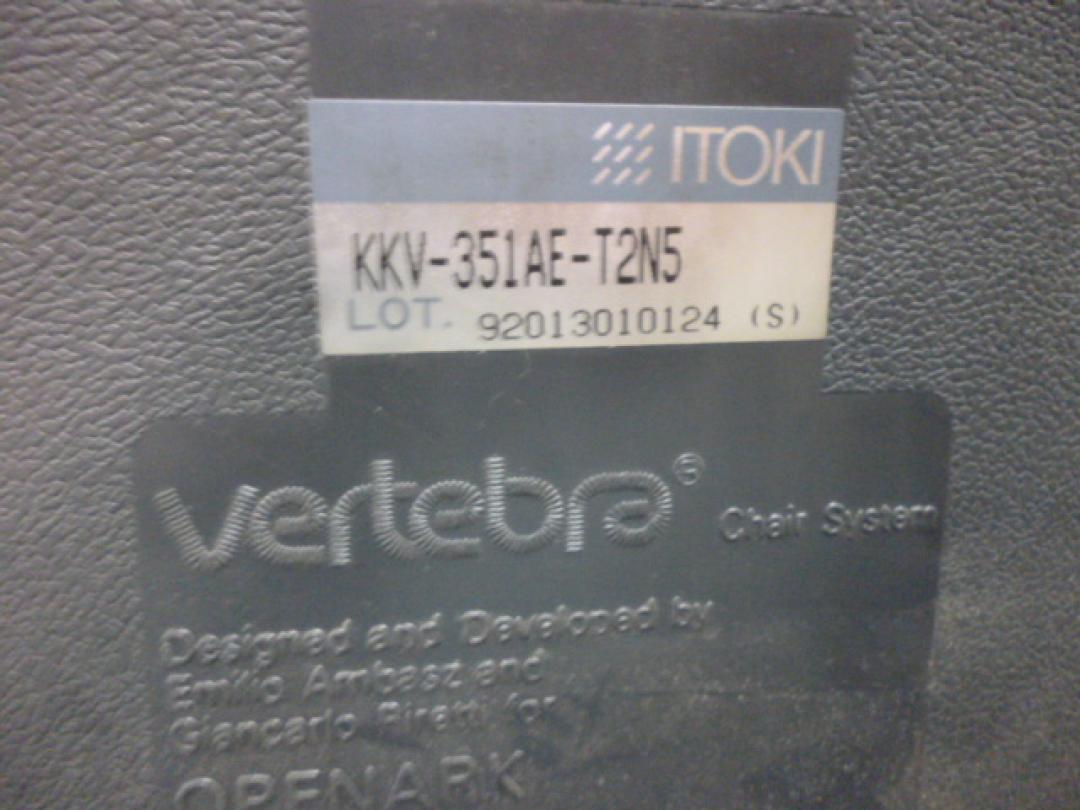 ITOKI
KKV-351AE-T2N5
LOT. 92013010124 (S)
vertebra® Chair System
Designed and Developed by
Emilio Ambasz and
Giancarlo Piretti for
OPENARK